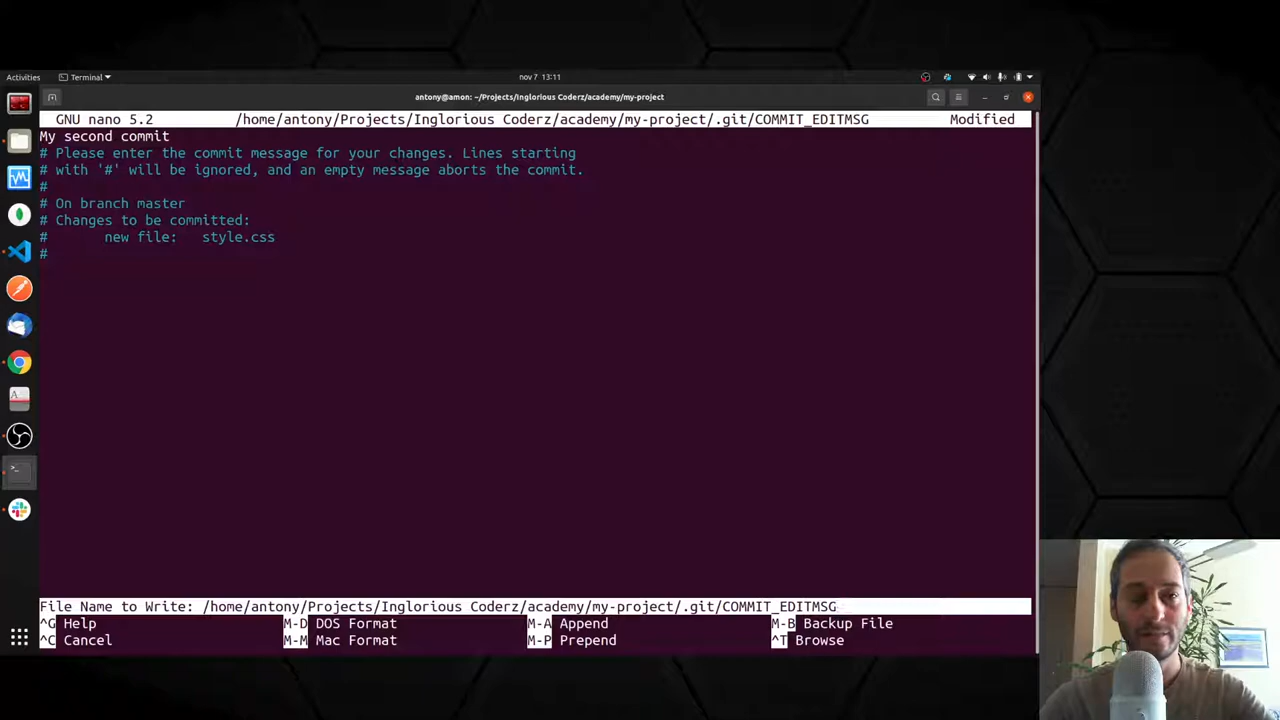 Activities Terminal nov 7 13:11
antony@amon: ~/Projects/Inglorious Coderz/academy/my-project
GNU nano 5.2 /home/antony/Projects/Inglorious Coderz/academy/my-project/.git/COMMIT_EDITMSG Modified
My second commit
# Please enter the commit message for your changes. Lines starting
# with '#' will be ignored, and an empty message aborts the commit.
#
# On branch master
# Changes to be committed:
# new file: style.css
#
File Name to Write: /home/antony/Projects/Inglorious Coderz/academy/my-project/.git/COMMIT_EDITMSG
^G Help M-D DOS Format M-A Append M-B Backup File
^C Cancel M-M Mac Format M-P Prepend ^T Browse